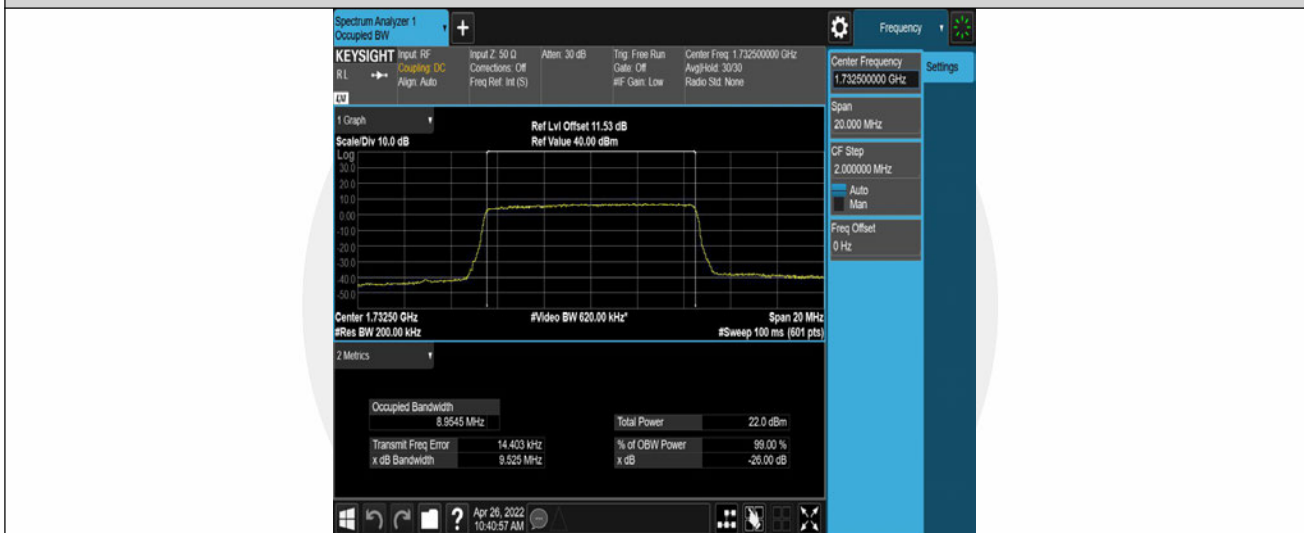 Spectrum Analyzer 1
Occupied BW
+
Frequency
KEYSIGHT
R L
Input: RF
Coupling: DC
Align: Auto
Input Z: 50 Ω
Corrections: Off
Freq Ref: Int (S)
Atten: 30 dB
Trig: Free Run
Gate: Off
#IF Gain: Low
Center Freq: 1.732500000 GHz
Avg|Hold: 30/30
Radio Std: None
1 Graph
Scale/Div 10.0 dB
Ref Lvl Offset 11.53 dB
Ref Value 40.00 dBm
Log
30.0
20.0
10.0
0.00
-10.0
-20.0
-30.0
-40.0
-50.0
Center 1.73250 GHz
#Res BW 200.00 kHz
#Video BW 620.00 kHz*
Span 20 MHz
#Sweep 100 ms (601 pts)
2 Metrics
Occupied Bandwidth
8.9545 MHz
Transmit Freq Error 14.403 kHz
x dB Bandwidth 9.525 MHz
Total Power 22.0 dBm
% of OBW Power 99.00 %
x dB -26.00 dB
Center Frequency
1.732500000 GHz
Settings
Span
20.000 MHz
CF Step
2.000000 MHz
Auto
Man
Freq Offset
0 Hz
?
Apr 26, 2022
10:40:57 AM